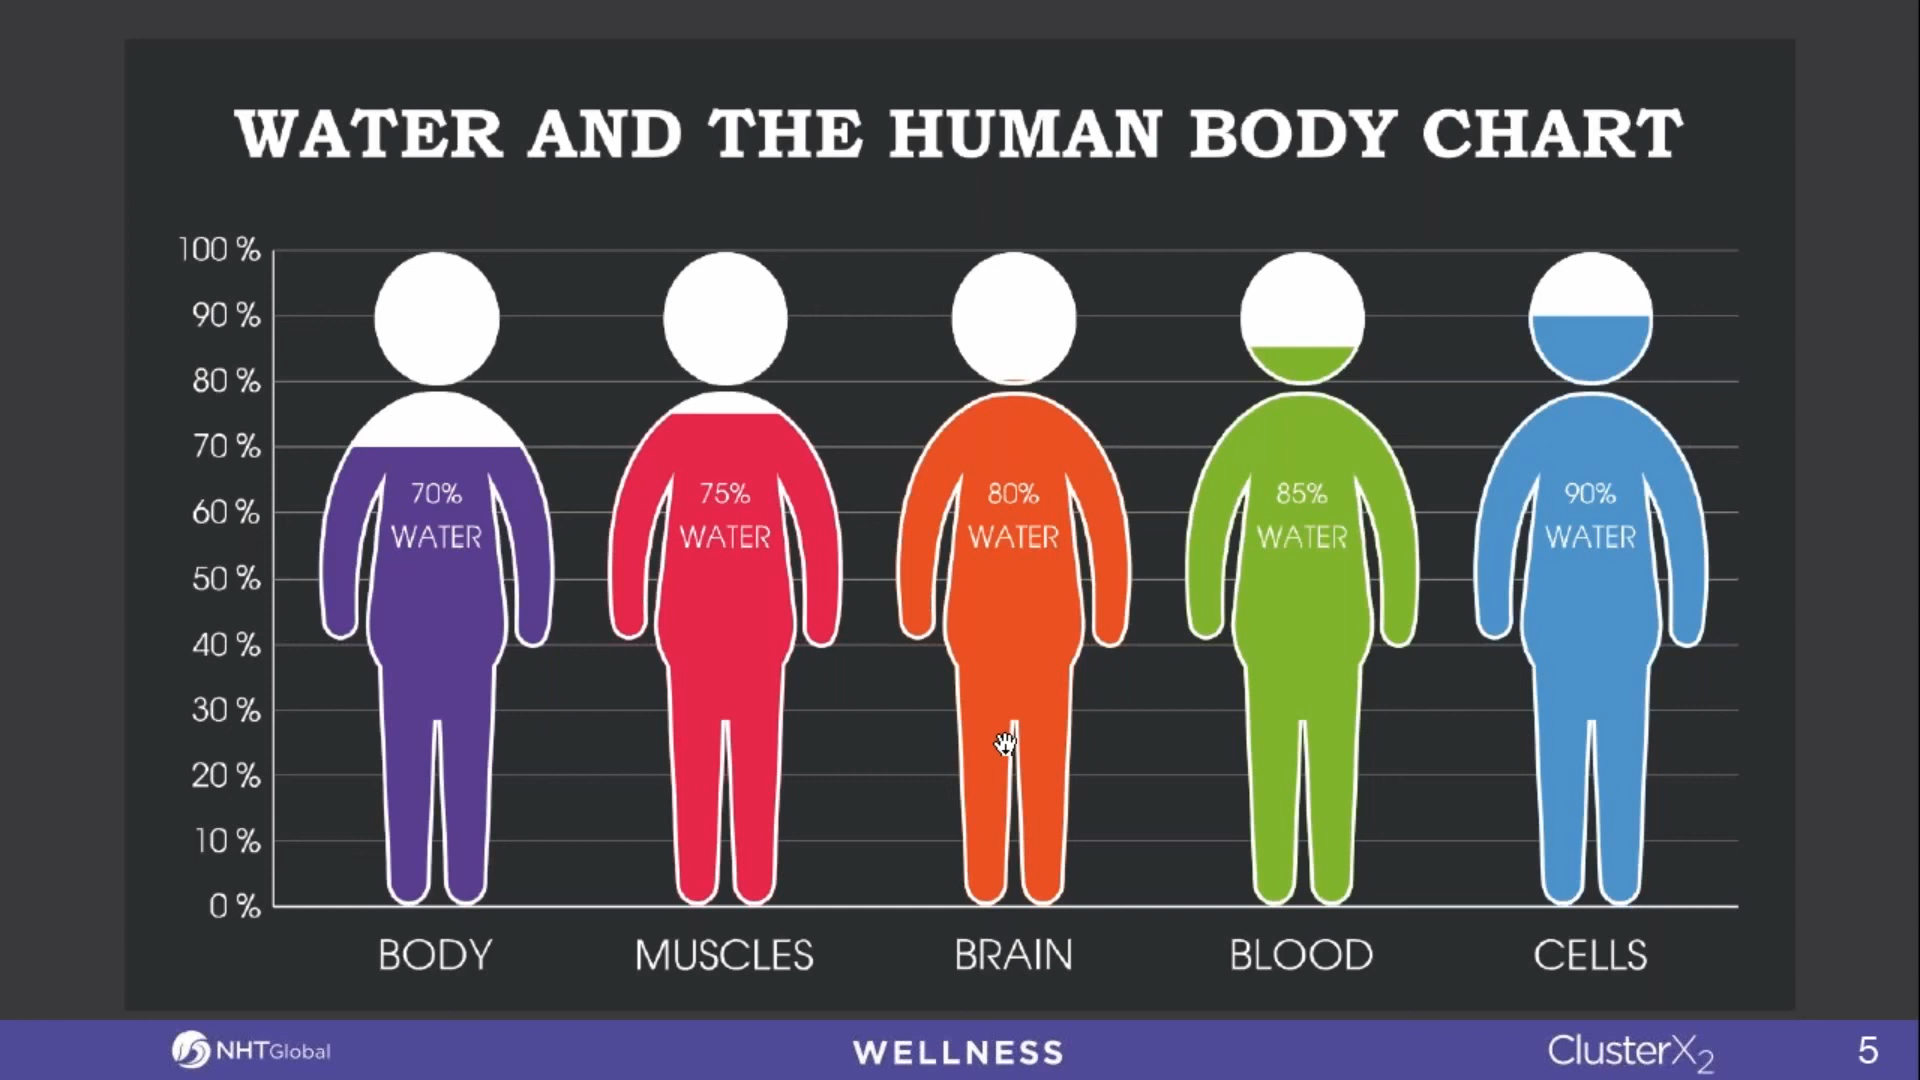 WATER AND THE HUMAN BODY CHART
100 %
90 %
80 %
70 %
60 %
50 %
40 %
30 %
20 %
10 %
0 %
70%
WATER
75%
WATER
80%
WATER
85%
WATER
90%
WATER
BODY
MUSCLES
BRAIN
BLOOD
CELLS
NHTGlobal
WELLNESS
ClusterX2
5